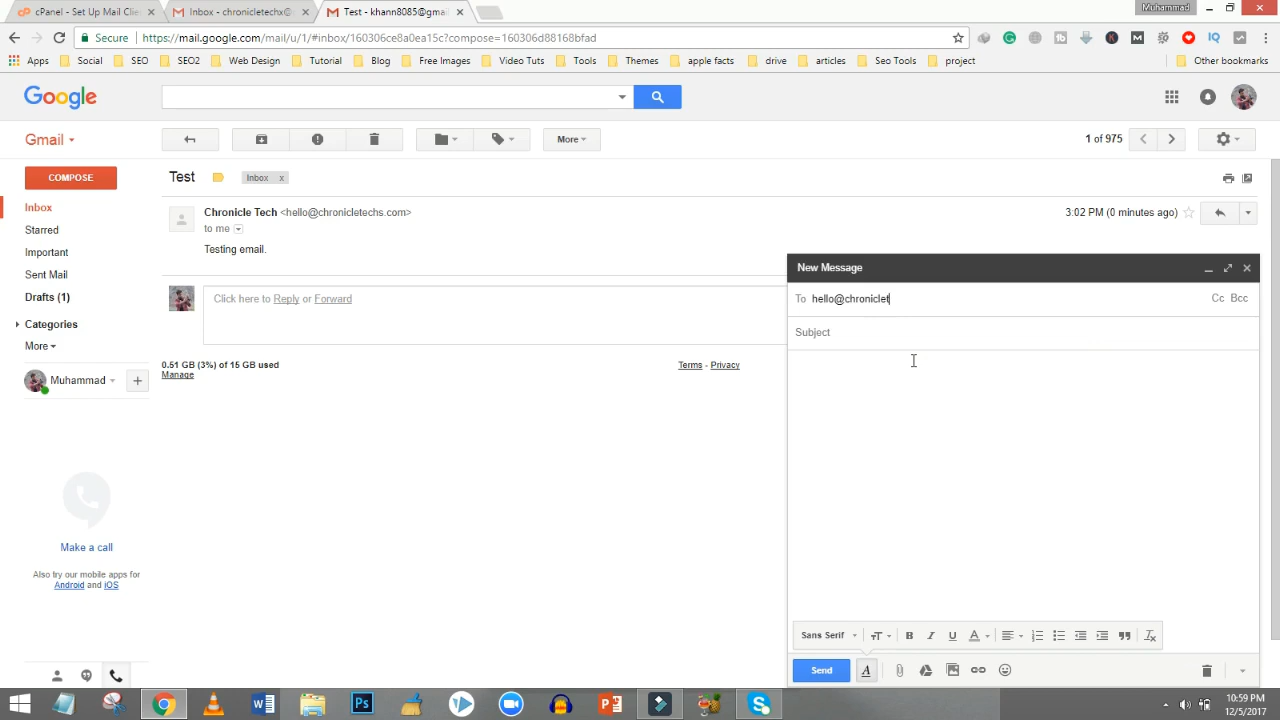 cPanel - Set Up Mail Clie
Inbox - chronicletechx@
Test - khann8085@gmai
Muhammad
Secure
https://mail.google.com/mail/u/1/#inbox/160306ce8a0ea15c?compose=160306d88168bfad
Apps Social SEO SEO2 Web Design Tutorial Blog Free Images Video Tuts Tools Themes apple facts drive articles Seo Tools project Other bookmarks
Google
Gmail
More
1 of 975
COMPOSE
Test
Inbox x
Inbox
Starred
Important
Sent Mail
Drafts (1)
Categories
More
Muhammad
Chronicle Tech <hello@chronicletechs.com>
3:02 PM (0 minutes ago)
to me
Testing email.
Click here to Reply or Forward
0.51 GB (3%) of 15 GB used
Manage
Terms - Privacy
Make a call
Also try our mobile apps for
Android and iOS
New Message
To hello@chroniclet
Cc Bcc
Subject
Sans Serif
Send
10:59 PM
12/5/2017